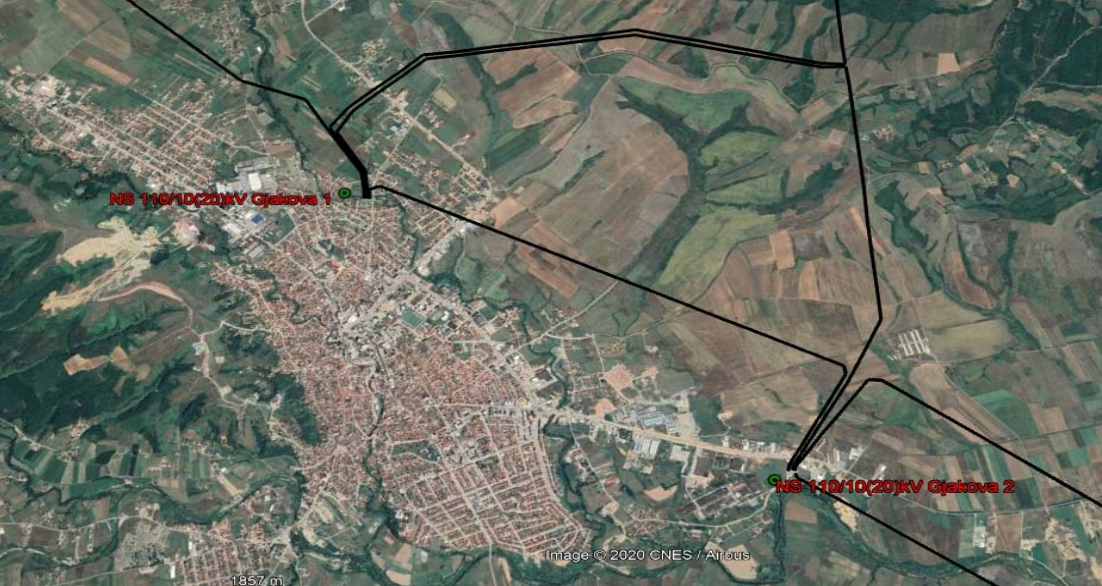 NS 110/10(20)kV Gjakova 1
NS 110/10(20)kV Gjakova 2
Image © 2020 CNES / Airbus
1857 m